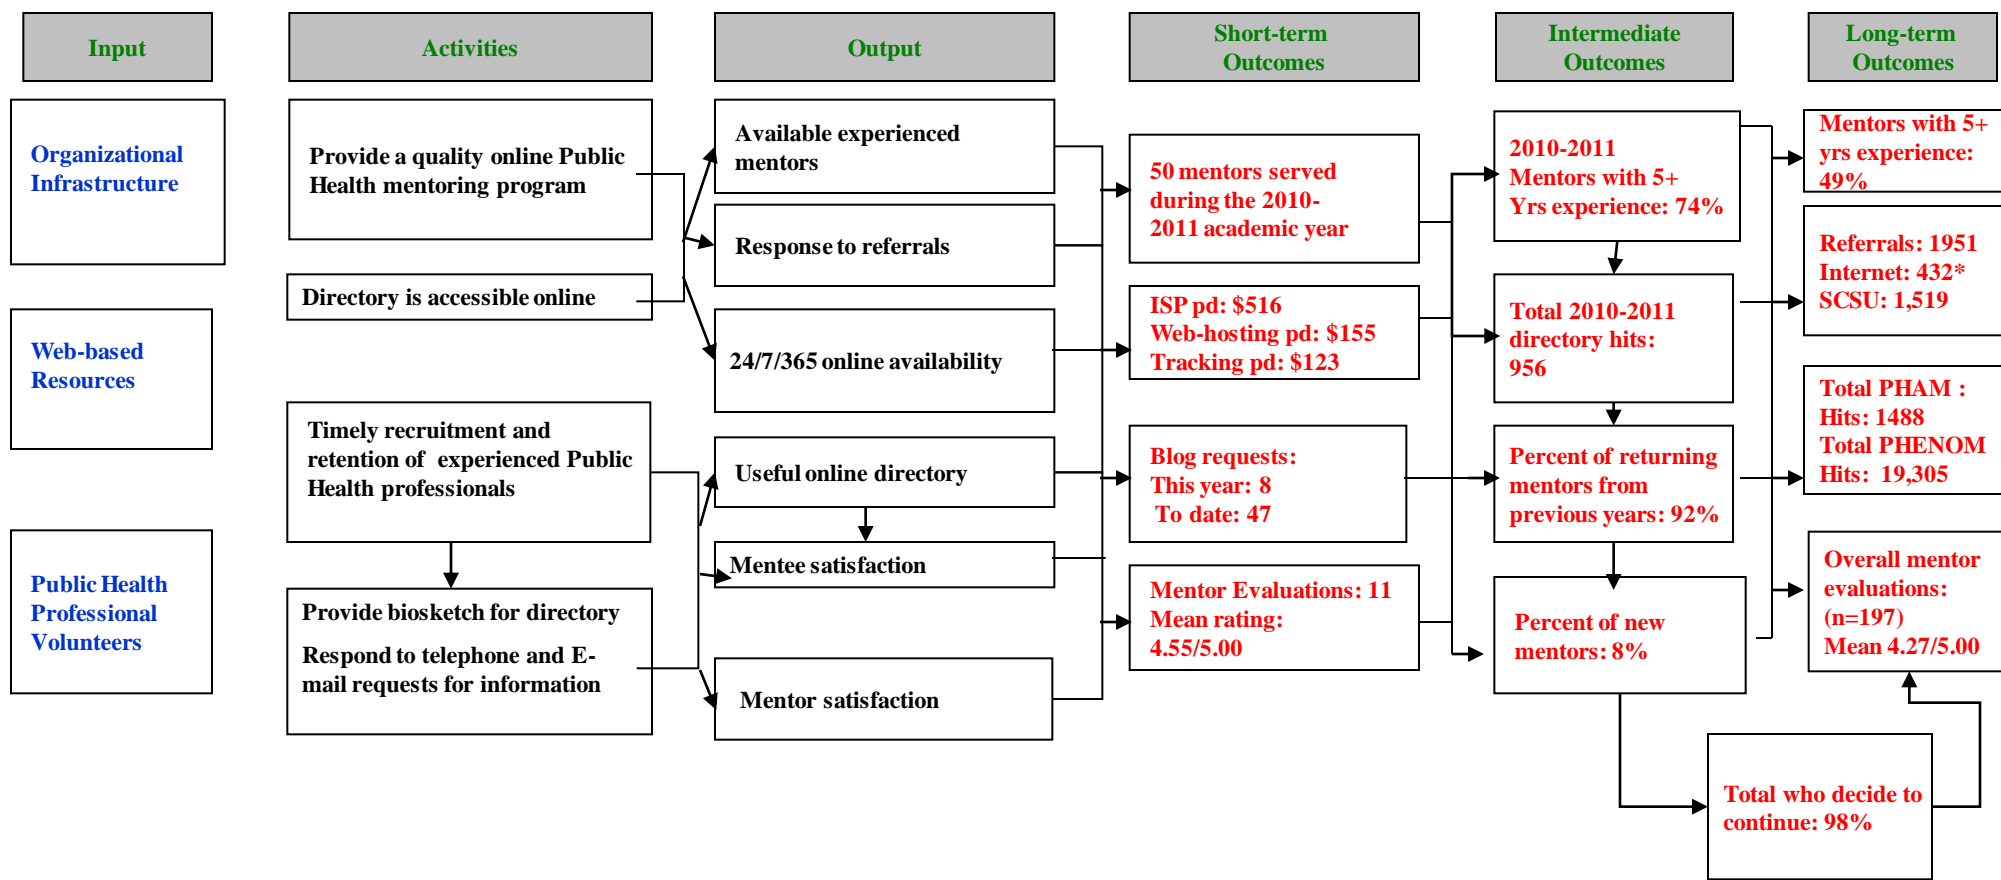 Input
Activities
Output
Short-term
Outcomes
Intermediate
Outcomes
Long-term
Outcomes
Organizational
Infrastructure
Web-based
Resources
Public Health
Professional
Volunteers
Provide a quality online Public
Health mentoring program
Directory is accessible online
Timely recruitment and
retention of experienced Public
Health professionals
Provide biosketch for directory
Respond to telephone and E-
mail requests for information
Available experienced
mentors
Response to referrals
24/7/365 online availability
Useful online directory
Mentee satisfaction
Mentor satisfaction
50 mentors served
during the 2010-
2011 academic year
ISP pd: $516
Web-hosting pd: $155
Tracking pd: $123
Blog requests:
This year: 8
To date: 47
Mentor Evaluations: 11
Mean rating:
4.55/5.00
2010-2011
Mentors with 5+
Yrs experience: 74%
Total 2010-2011
directory hits:
956
Percent of returning
mentors from
previous years: 92%
Percent of new
mentors: 8%
Total who decide to
continue: 98%
Mentors with 5+
yrs experience:
49%
Referrals: 1951
Internet: 432*
SCSU: 1,519
Total PHAM :
Hits: 1488
Total PHENOM
Hits: 19,305
Overall mentor
evaluations:
(n=197)
Mean 4.27/5.00